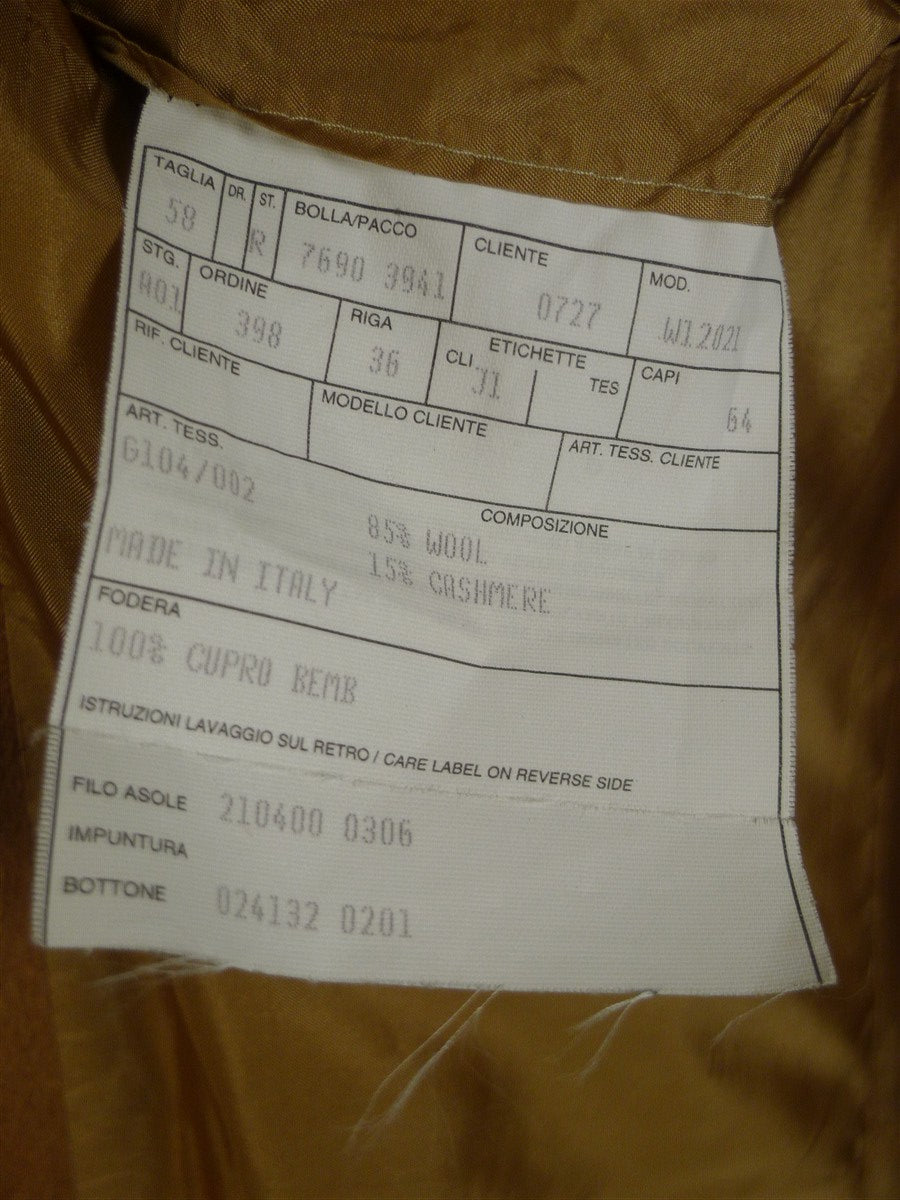 TAGLIA DR. ST. BOLLA/PACCO CLIENTE MOD.
58 R 7690 3941 0727 W12021
STG. ORDINE RIGA ETICHETTE CAPI
A01 398 36 CLI J1 TES 64
RIF. CLIENTE MODELLO CLIENTE ART. TESS. CLIENTE
ART. TESS. COMPOSIZIONE
G104/002 85% WOOL
MADE IN ITALY 15% CASHMERE
FODERA
100% CUPRO BEMB
ISTRUZIONI LAVAGGIO SUL RETRO / CARE LABEL ON REVERSE SIDE
FILO ASOLE 210400 0306
IMPUNTURA
BOTTONE 024132 0201